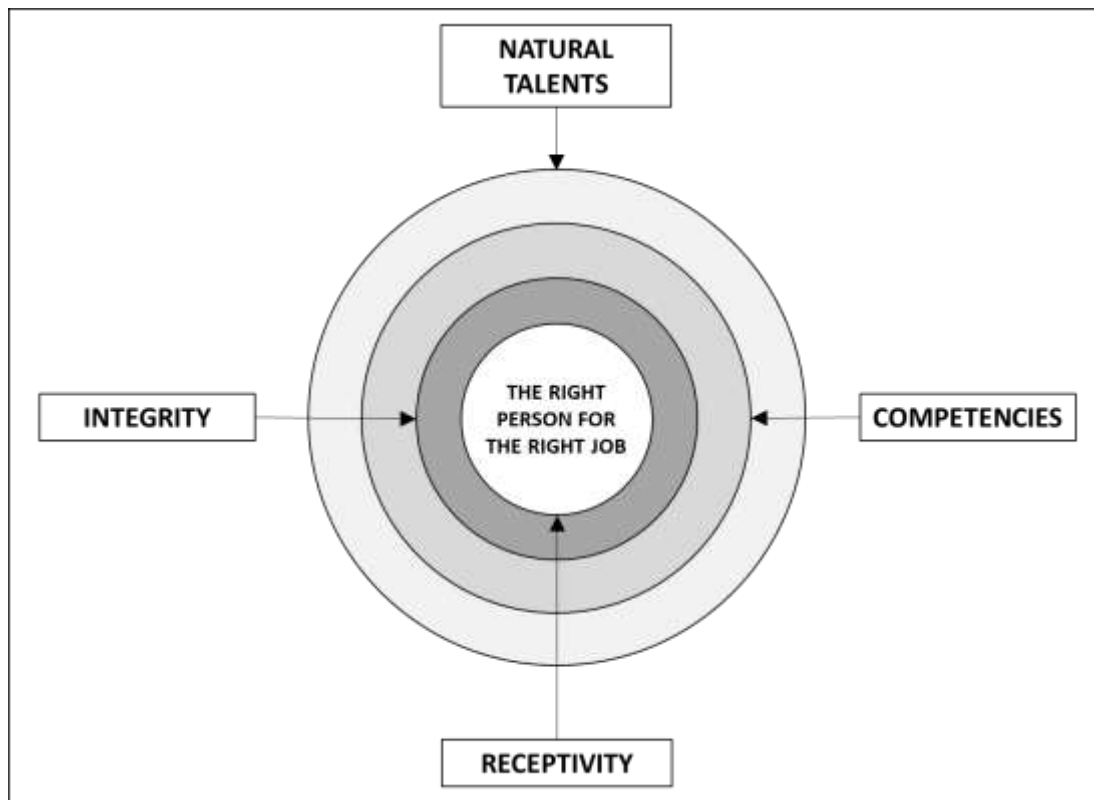 NATURAL
TALENTS
INTEGRITY
THE RIGHT
PERSON FOR
THE RIGHT JOB
COMPETENCIES
RECEPTIVITY